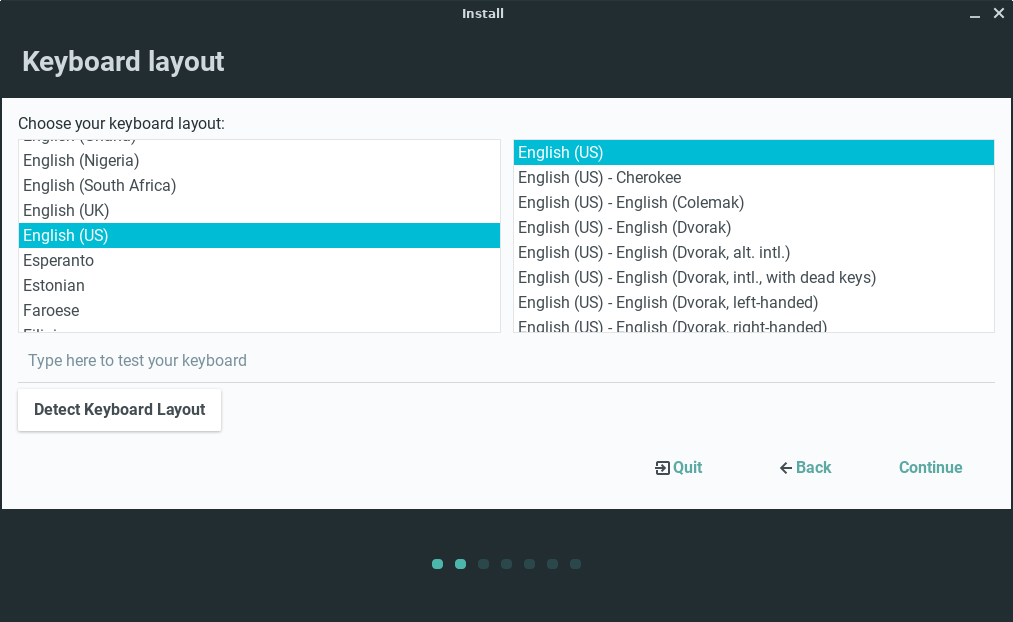 Install
Keyboard layout
Choose your keyboard layout:
English (Nigeria)
English (South Africa)
English (UK)
English (US)
Esperanto
Estonian
Faroese
English (US)
English (US) - Cherokee
English (US) - English (Colemak)
English (US) - English (Dvorak)
English (US) - English (Dvorak, alt. intl.)
English (US) - English (Dvorak, intl., with dead keys)
English (US) - English (Dvorak, left-handed)
English (US) - English (Dvorak, right-handed)
Type here to test your keyboard
Detect Keyboard Layout
Quit
Back
Continue